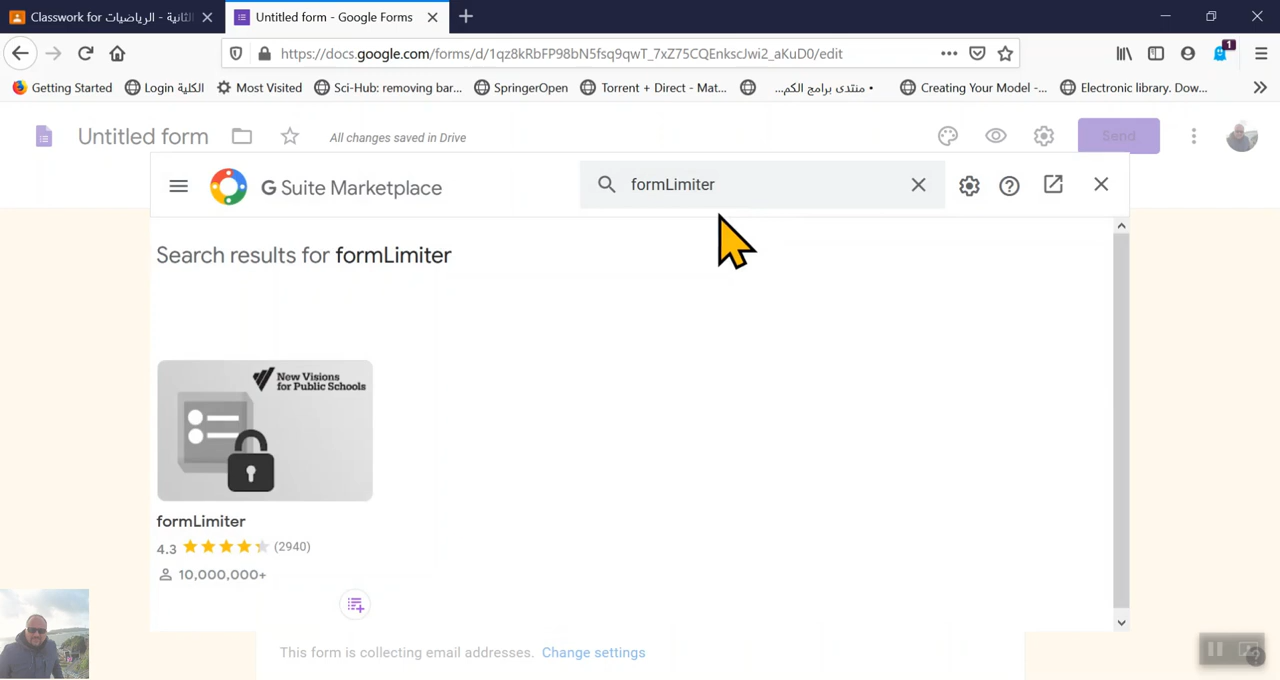 Classwork for الثانية - الرياضيات
Untitled form - Google Forms
https://docs.google.com/forms/d/1qz8kRbFP98bN5fsq9qwT_7xZ75CQEnkscJwi2_aKuD0/edit
1
Getting Started
Login الكلية
Most Visited
Sci-Hub: removing bar...
SpringerOpen
Torrent + Direct - Mat...
• منتدى برامج الكم...
Creating Your Model -...
Electronic library. Dow...
Untitled form
All changes saved in Drive
Send
G Suite Marketplace
formLimiter
Search results for formLimiter
New Visions
for Public Schools
formLimiter
4.3
(2940)
10,000,000+
This form is collecting email addresses. Change settings